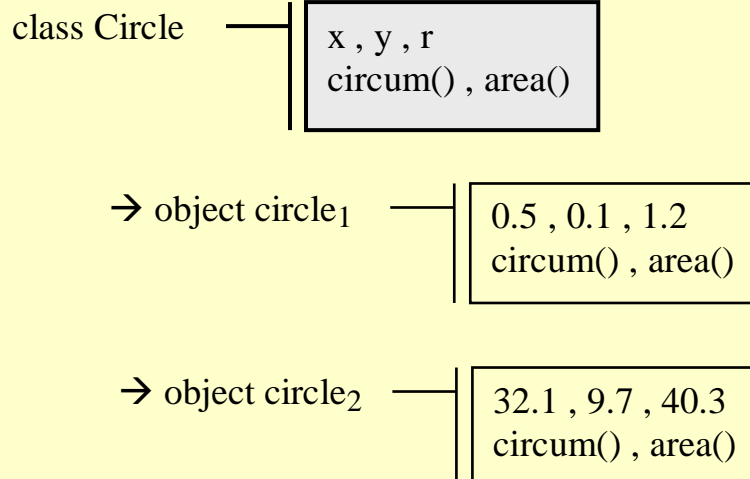 class Circle
x , y , r
circum() , area()
→ object circle₁
0.5 , 0.1 , 1.2
circum() , area()
→ object circle₂
32.1 , 9.7 , 40.3
circum() , area()